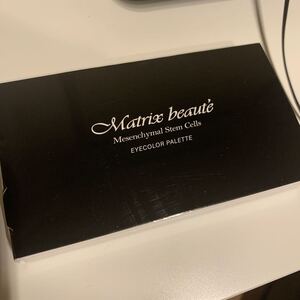 Matrix beauté
Mesenchymal Stem Cells
EYECOLOR PALETTE